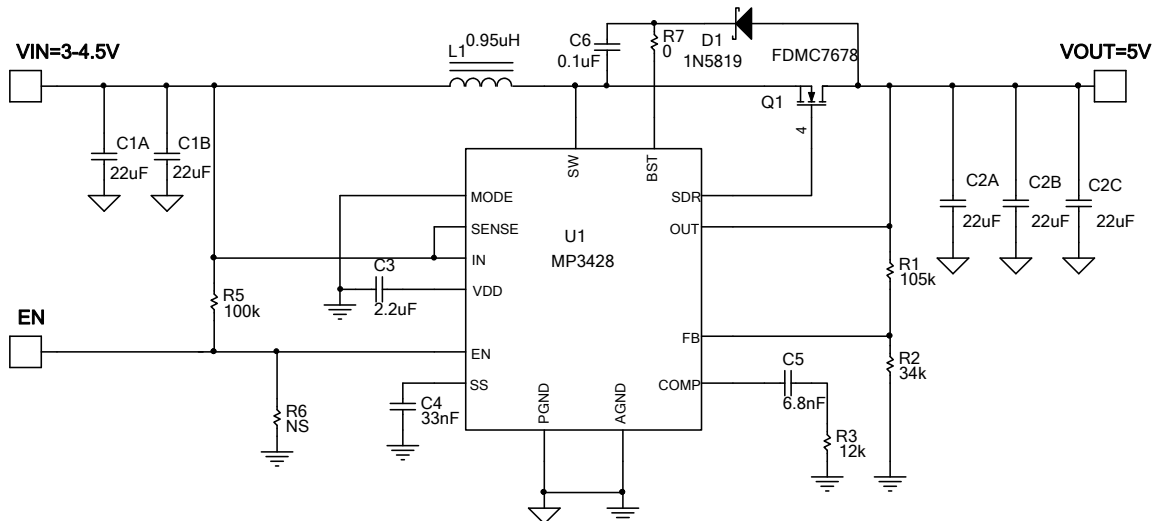 VIN=3-4.5V
L1
0.95uH
C6
0.1uF
R7
0
D1
1N5819
FDMC7678
VOUT=5V
Q1
4
C1A
22uF
C1B
22uF
SW
BST
MODE
SENSE
IN
VDD
EN
SS
U1
MP3428
SDR
OUT
FB
COMP
PGND
AGND
C2A
22uF
C2B
22uF
C2C
22uF
C3
2.2uF
R5
100k
R1
105k
EN
R2
34k
C5
6.8nF
C4
33nF
R6
NS
R3
12k